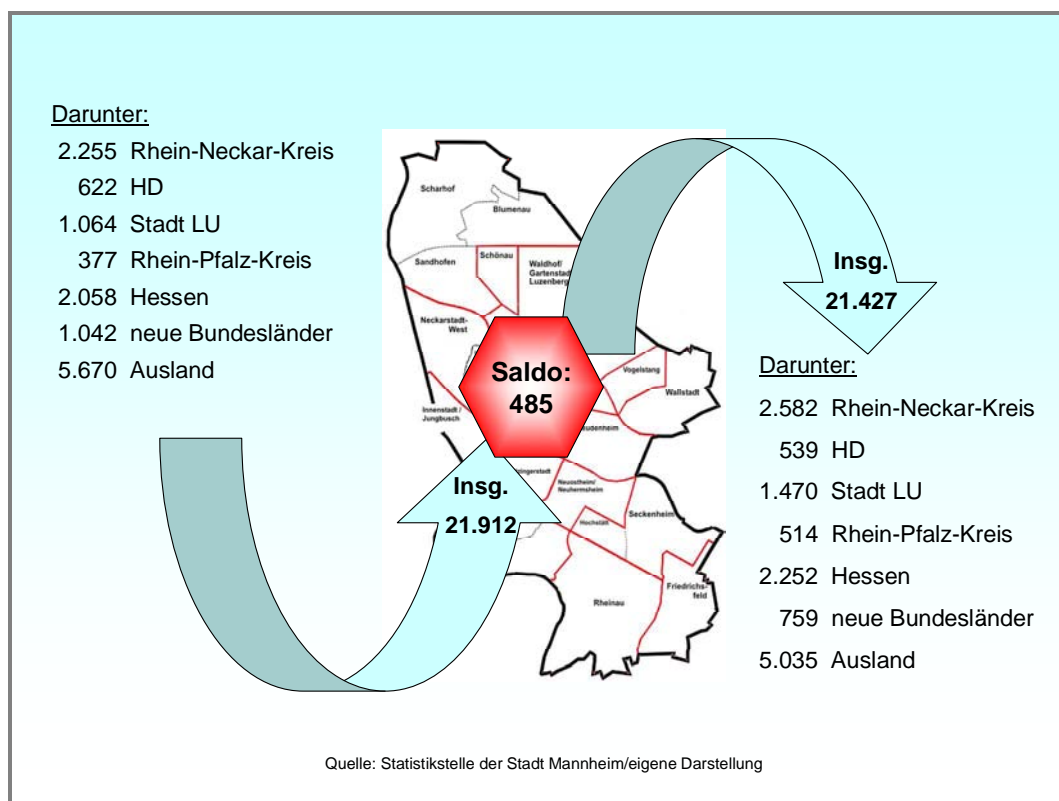 Darunter:
2.255 Rhein-Neckar-Kreis
622 HD
1.064 Stadt LU
377 Rhein-Pfalz-Kreis
2.058 Hessen
1.042 neue Bundesländer
5.670 Ausland
Scharhof
Blumenau
Sandhofen
Schönau
Waldhof/
Gartenstadt
Luzenberg
Neckarstadt-
West
Insg.
21.427
Saldo:
485
Vogelstang
Wallstadt
Innenstadt /
Jungbusch
eudenheim
zingerstadt
Neuostheim/
Neuhermsheim
Hochstätt
Seckenheim
Rheinau
Friedrichs-
feld
Insg.
21.912
Darunter:
2.582 Rhein-Neckar-Kreis
539 HD
1.470 Stadt LU
514 Rhein-Pfalz-Kreis
2.252 Hessen
759 neue Bundesländer
5.035 Ausland
Quelle: Statistikstelle der Stadt Mannheim/eigene Darstellung